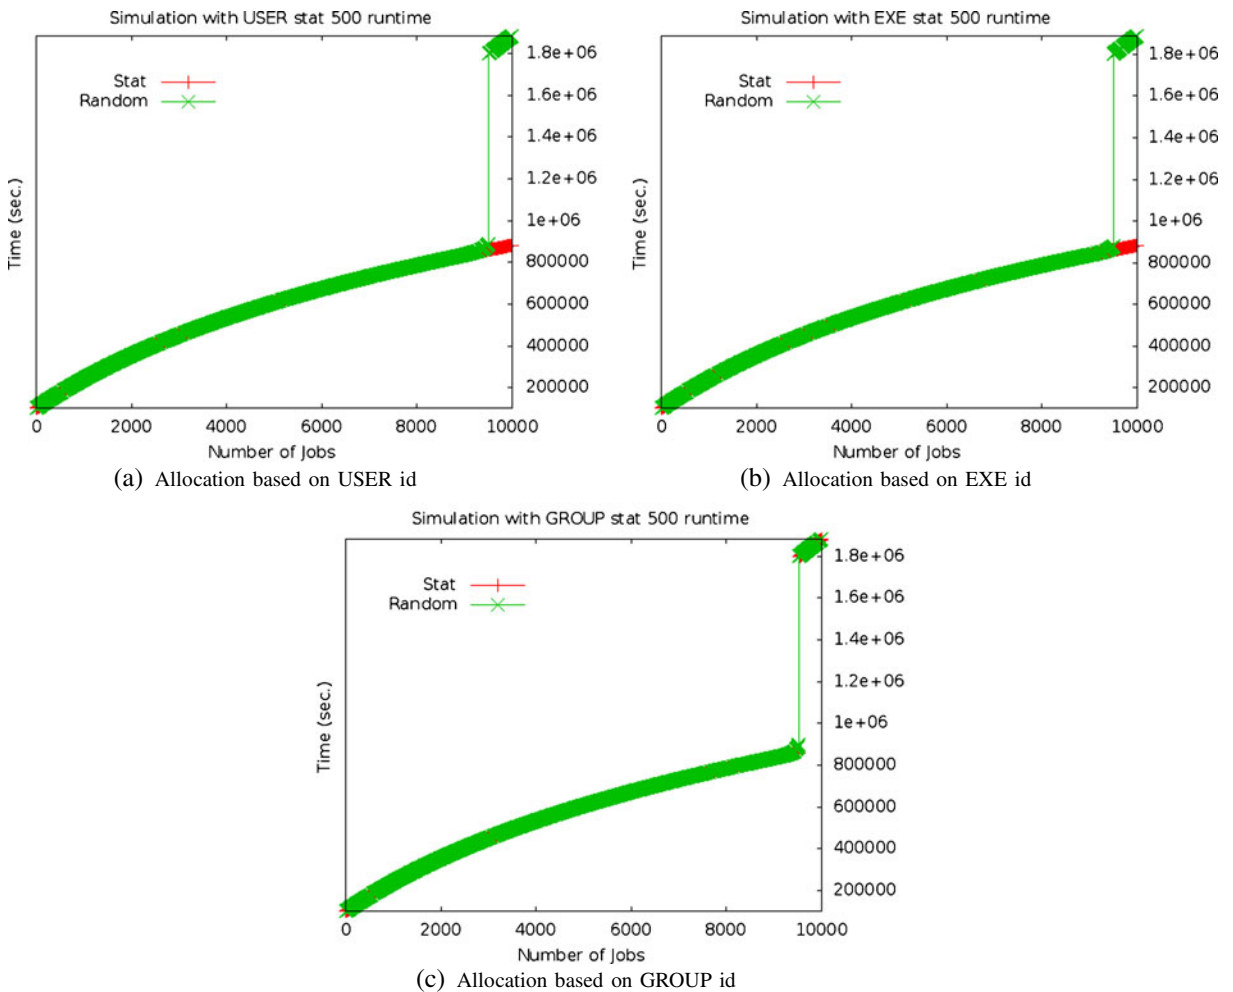 Simulation with USER stat 500 runtime
Stat
Random
1.8e+06
1.6e+06
1.4e+06
1.2e+06
1e+06
800000
600000
400000
200000
Time (sec.)
0 2000 4000 6000 8000 10000
Number of Jobs
(a) Allocation based on USER id
Simulation with EXE stat 500 runtime
Stat
Random
1.8e+06
1.6e+06
1.4e+06
1.2e+06
1e+06
800000
600000
400000
200000
Time (sec.)
0 2000 4000 6000 8000 10000
Number of Jobs
(b) Allocation based on EXE id
Simulation with GROUP stat 500 runtime
Stat
Random
1.8e+06
1.6e+06
1.4e+06
1.2e+06
1e+06
800000
600000
400000
200000
Time (sec.)
0 2000 4000 6000 8000 10000
Number of Jobs
(c) Allocation based on GROUP id